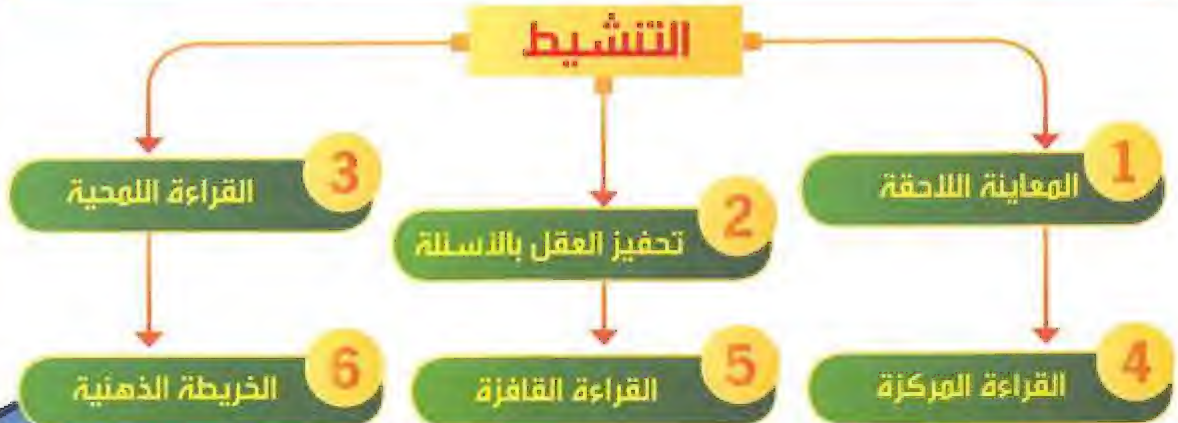 التنشيط
1 المعاينة اللاحقة
2 تحفيز العقل بالأسئلة
3 القراءة اللمحية
4 القراءة المركزة
5 القراءة القافزة
6 الخريطة الذهنية